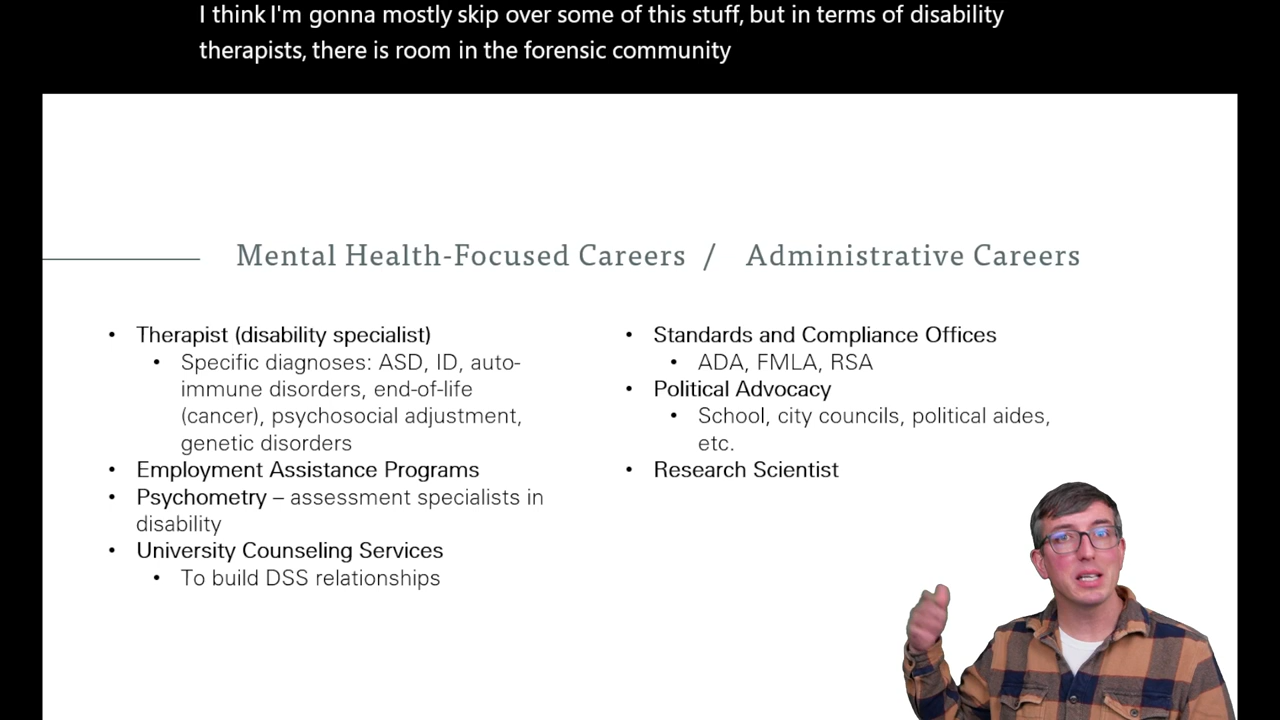 I think I'm gonna mostly skip over some of this stuff, but in terms of disability
therapists, there is room in the forensic community
Mental Health-Focused Careers / Administrative Careers
• Therapist (disability specialist)
• Specific diagnoses: ASD, ID, auto-
immune disorders, end-of-life
(cancer), psychosocial adjustment,
genetic disorders
• Employment Assistance Programs
• Psychometry – assessment specialists in
disability
• University Counseling Services
• To build DSS relationships
• Standards and Compliance Offices
• ADA, FMLA, RSA
• Political Advocacy
• School, city councils, political aides,
etc.
• Research Scientist